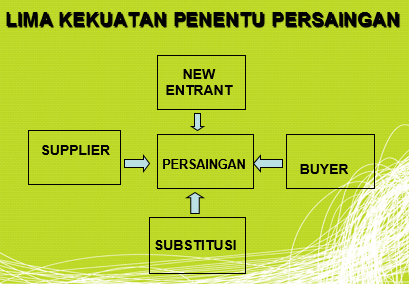 LIMA KEKUATAN PENENTU PERSAINGAN
NEW
ENTRANT
SUPPLIER
PERSAINGAN
BUYER
SUBSTITUSI